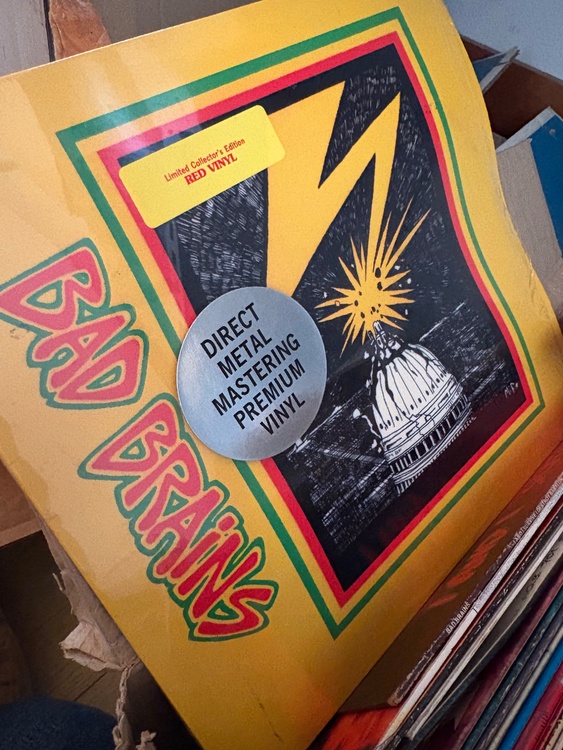 Limited Collector's Edition
RED VINYL
DIRECT
METAL
MASTERING
PREMIUM
VINYL
BAD BRAiNS